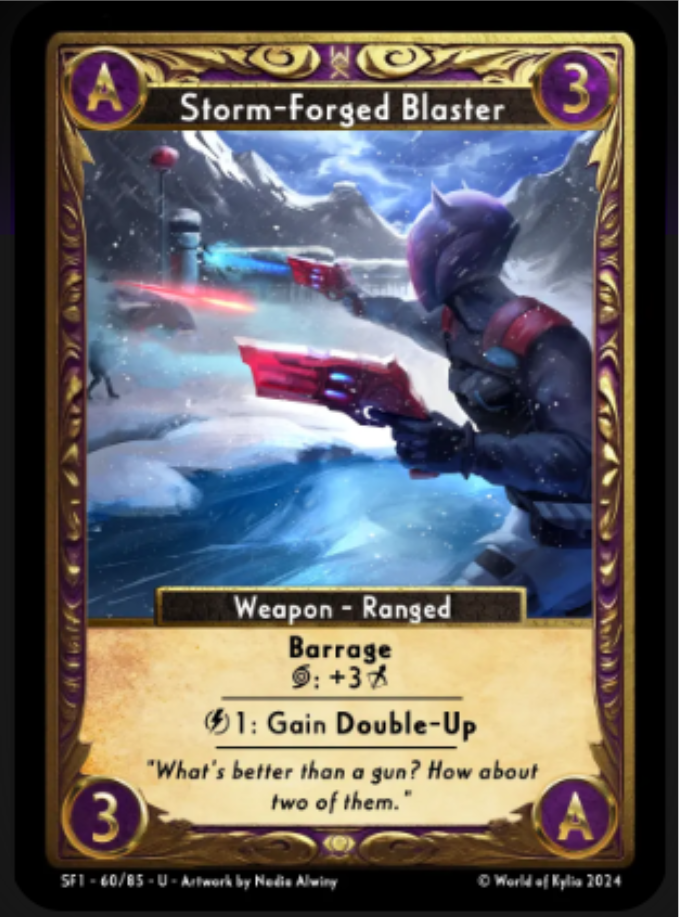 A 3
Storm-Forged Blaster
Weapon - Ranged
Barrage
: +3
1: Gain Double-Up
"What's better than a gun? How about
two of them."
3 A
SF1 - 60/85 - U - Artwork by Nadia Alwiny
© World of Kylia 2024